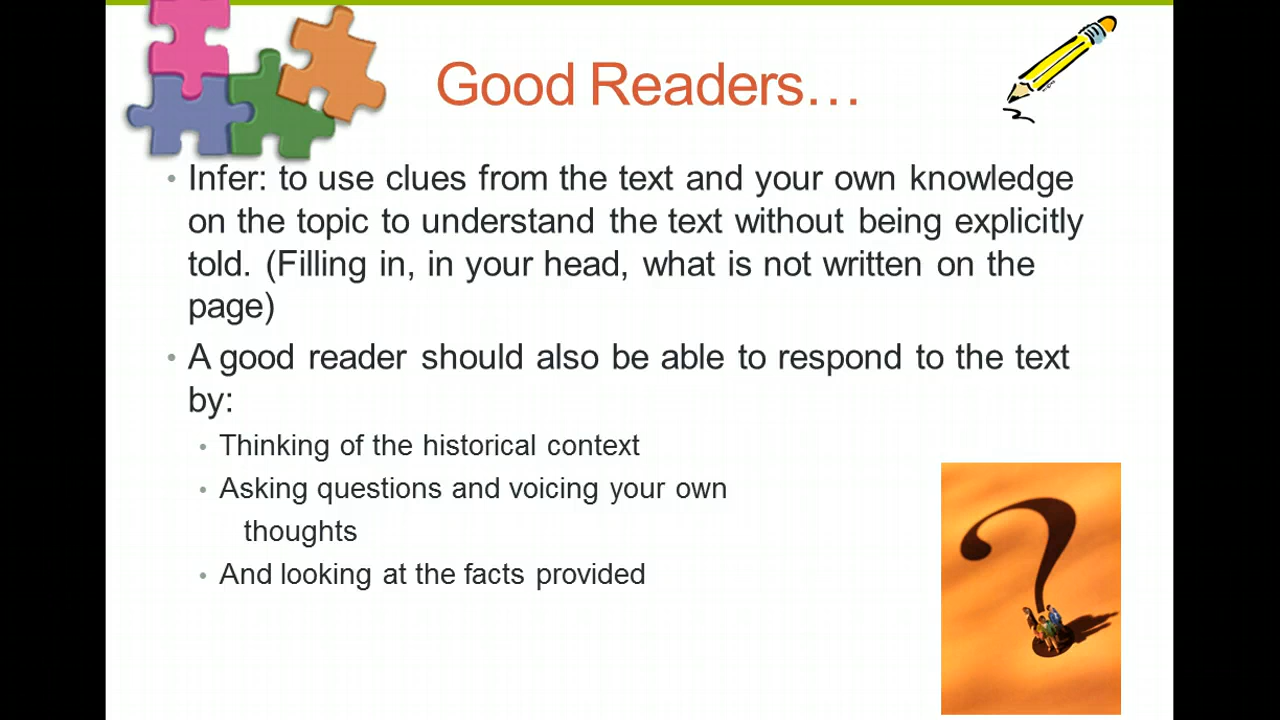 Good Readers…
• Infer: to use clues from the text and your own knowledge
on the topic to understand the text without being explicitly
told. (Filling in, in your head, what is not written on the
page)
• A good reader should also be able to respond to the text
by:
• Thinking of the historical context
• Asking questions and voicing your own
thoughts
• And looking at the facts provided